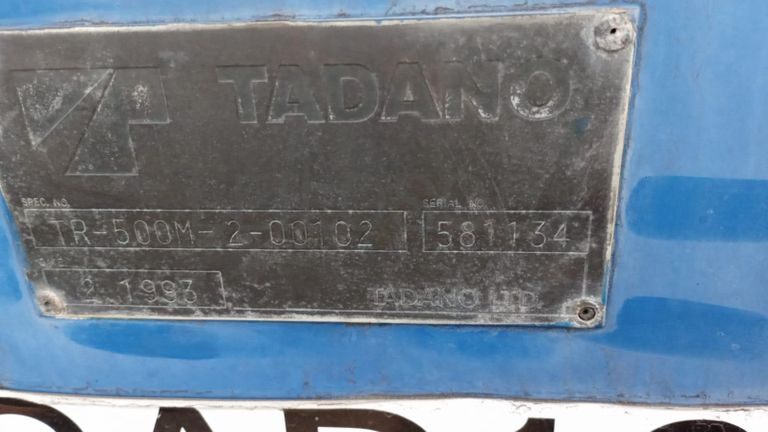 TADANO
SPEC. NO. SERIAL NO.
TR-500M-2-00102 581134
2 1993
TADANO LTD.